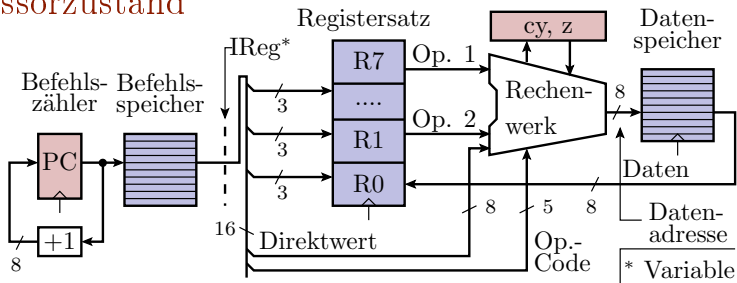 ssorzustand
Befehls-
zähler
PC
+1
8
Befehls-
speicher
IReg*
16
3
3
3
Registersatz
R7
....
R1
R0
Direktwert
Op. 1
Op. 2
cy, z
Rechen-
werk
8
5
Op.-
Code
8
Daten-
speicher
Daten
8
Daten-
adresse
* Variable